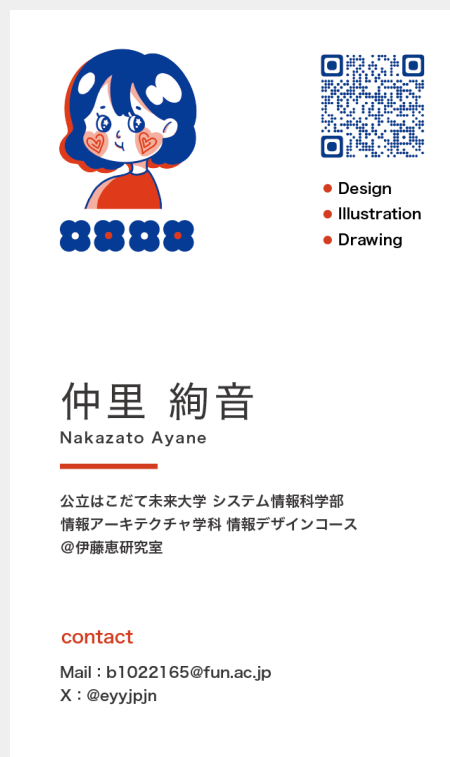 Design
Illustration
Drawing
仲里 絢音
Nakazato Ayane
公立はこだて未来大学 システム情報科学部
情報アーキテクチャ学科 情報デザインコース
@伊藤恵研究室
contact
Mail：b1022165@fun.ac.jp
X：@eyyjpjn